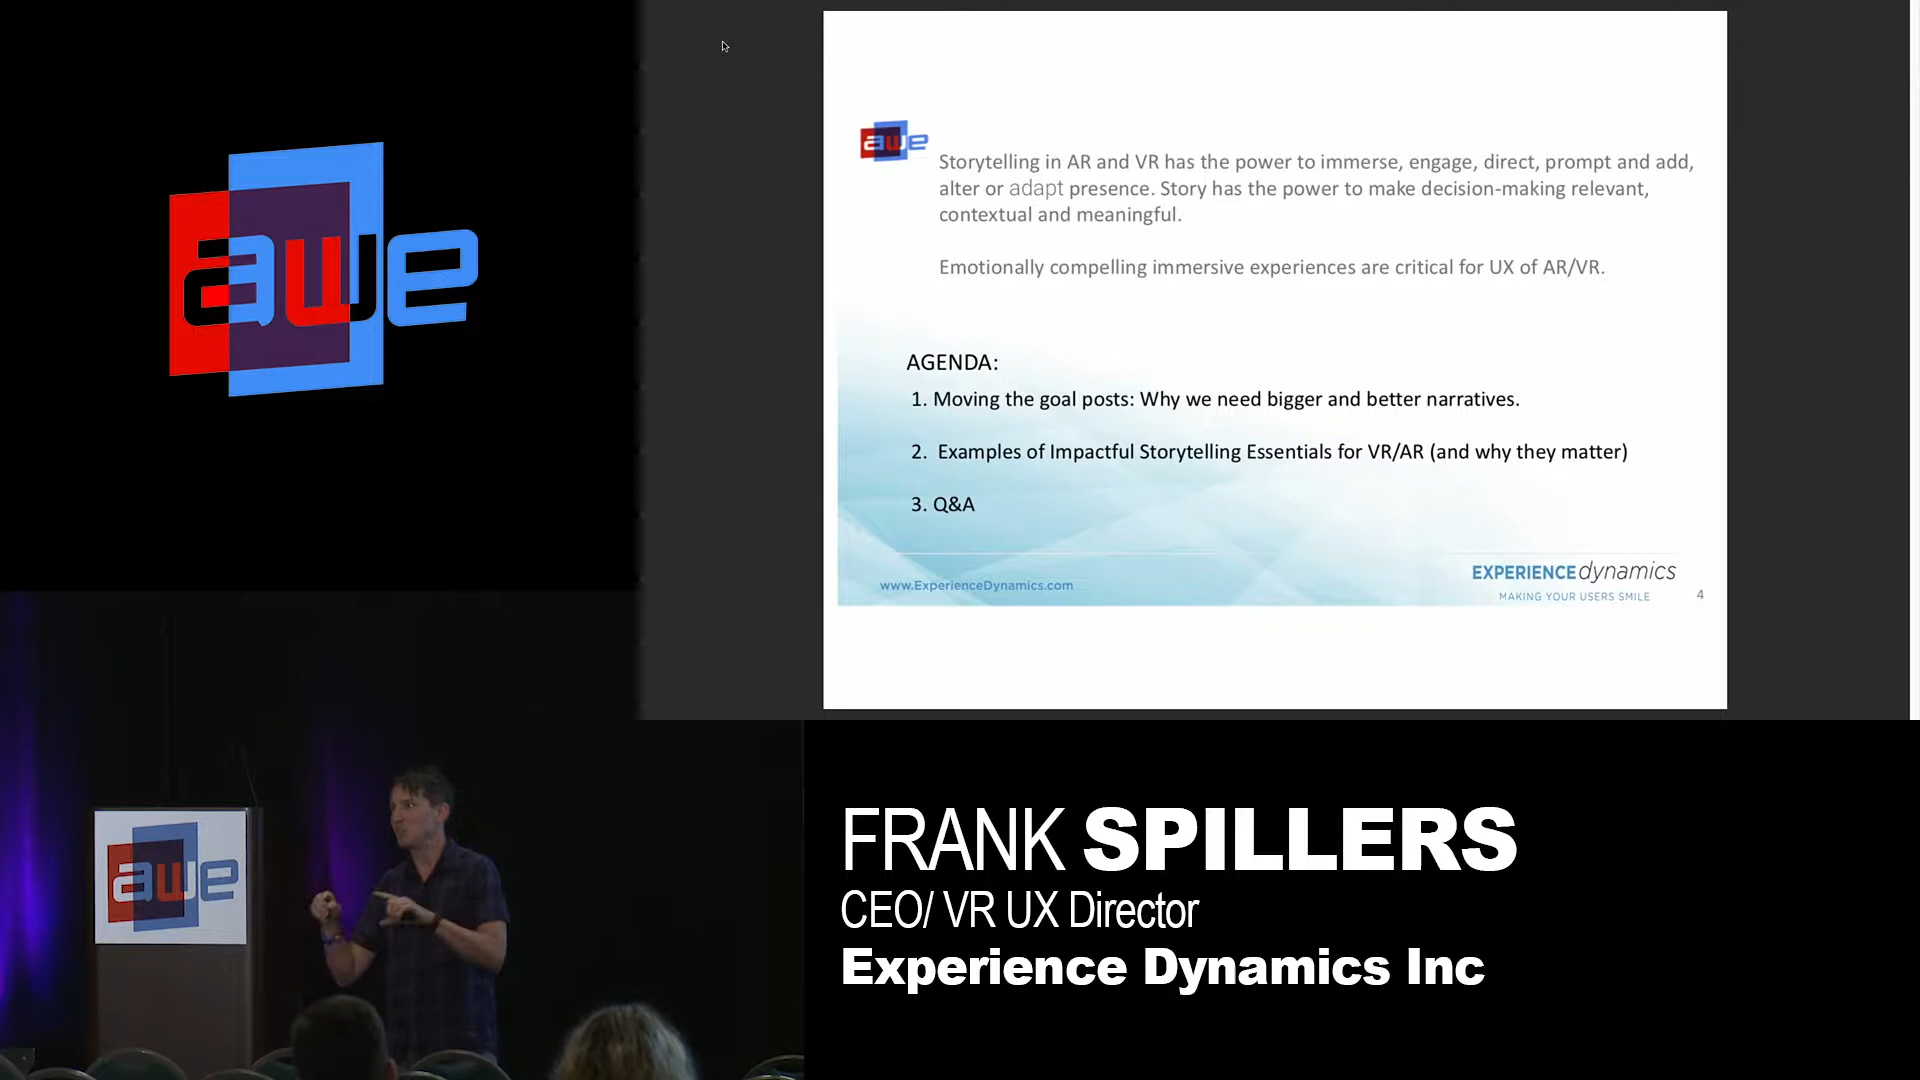 awe
awe
Storytelling in AR and VR has the power to immerse, engage, direct, prompt and add,
alter or adapt presence. Story has the power to make decision-making relevant,
contextual and meaningful.
Emotionally compelling immersive experiences are critical for UX of AR/VR.
AGENDA:
1. Moving the goal posts: Why we need bigger and better narratives.
2. Examples of Impactful Storytelling Essentials for VR/AR (and why they matter)
3. Q&A
www.ExperienceDynamics.com
EXPERIENCEdynamics
MAKING YOUR USERS SMILE
4
awe
FRANK SPILLERS
CEO/ VR UX Director
Experience Dynamics Inc